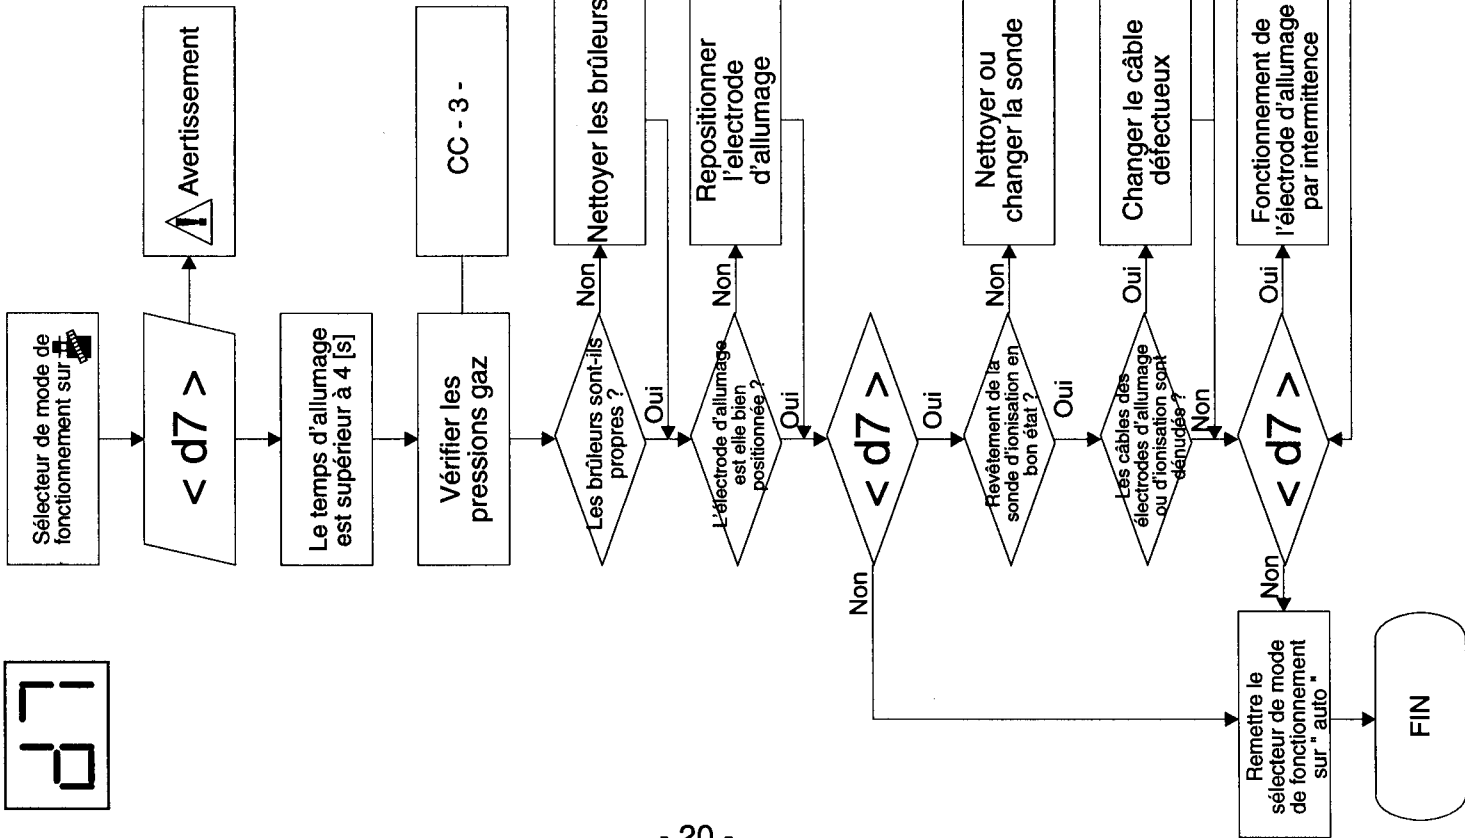 d7
Sélecteur de mode de
fonctionnement sur
< d7 >
Avertissement
Le temps d'allumage
est supérieur à 4 [s]
Vérifier les
pressions gaz
CC - 3 -
Les brûleurs sont-ils
propres ?
Non
Nettoyer les brûleurs
Oui
L'électrode d'allumage
est elle bien
positionnée ?
Non
Repositionner
l'electrode
d'allumage
Oui
< d7 >
Non
Oui
Revêtement de la
sonde d'ionisation en
bon état ?
Non
Nettoyer ou
changer la sonde
Oui
Les câbles des
électrodes d'allumage
ou d'ionisation sont
dénudés ?
Oui
Changer le câble
défectueux
Non
< d7 >
Oui
Fonctionnement de
l'électrode d'allumage
par intermittence
Non
Remettre le
sélecteur de mode
de fonctionnement
sur " auto "
FIN
- 20 -